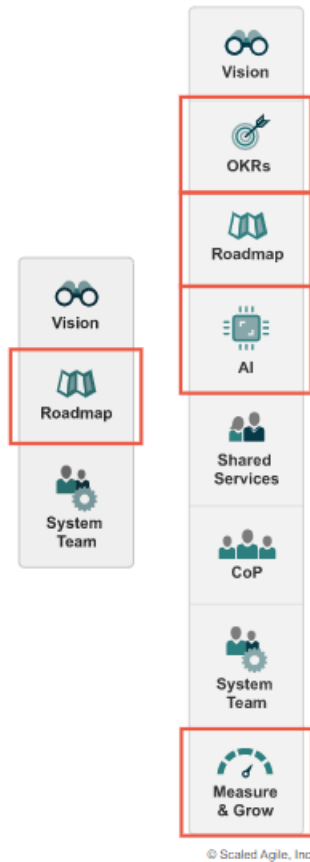 Vision
Roadmap
System
Team
Vision
OKRs
Roadmap
AI
Shared
Services
CoP
System
Team
Measure
& Grow
© Scaled Agile, Inc